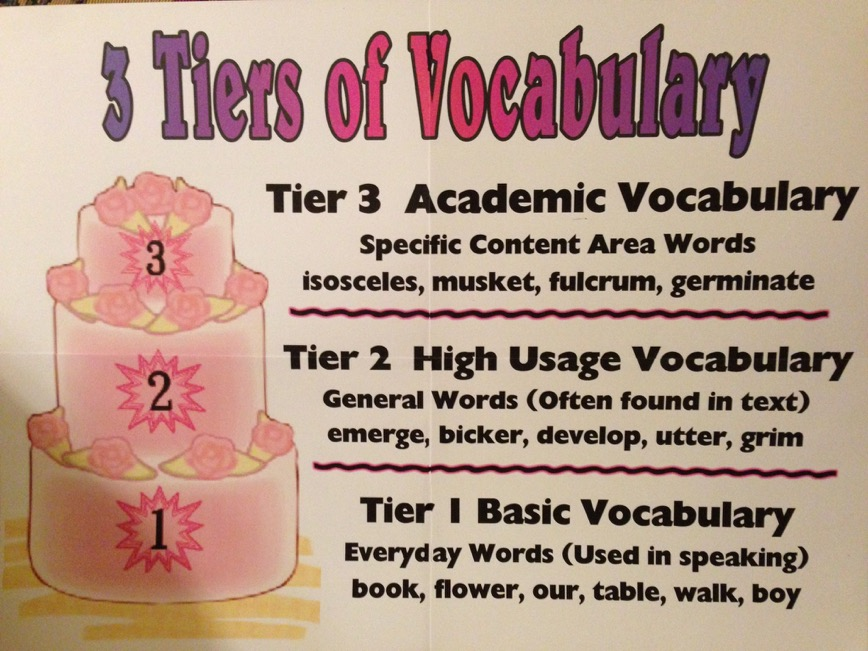 3 Tiers of Vocabulary
Tier 3 Academic Vocabulary
Specific Content Area Words
isosceles, musket, fulcrum, germinate
Tier 2 High Usage Vocabulary
General Words (Often found in text)
emerge, bicker, develop, utter, grim
Tier 1 Basic Vocabulary
Everyday Words (Used in speaking)
book, flower, our, table, walk, boy
3
2
1